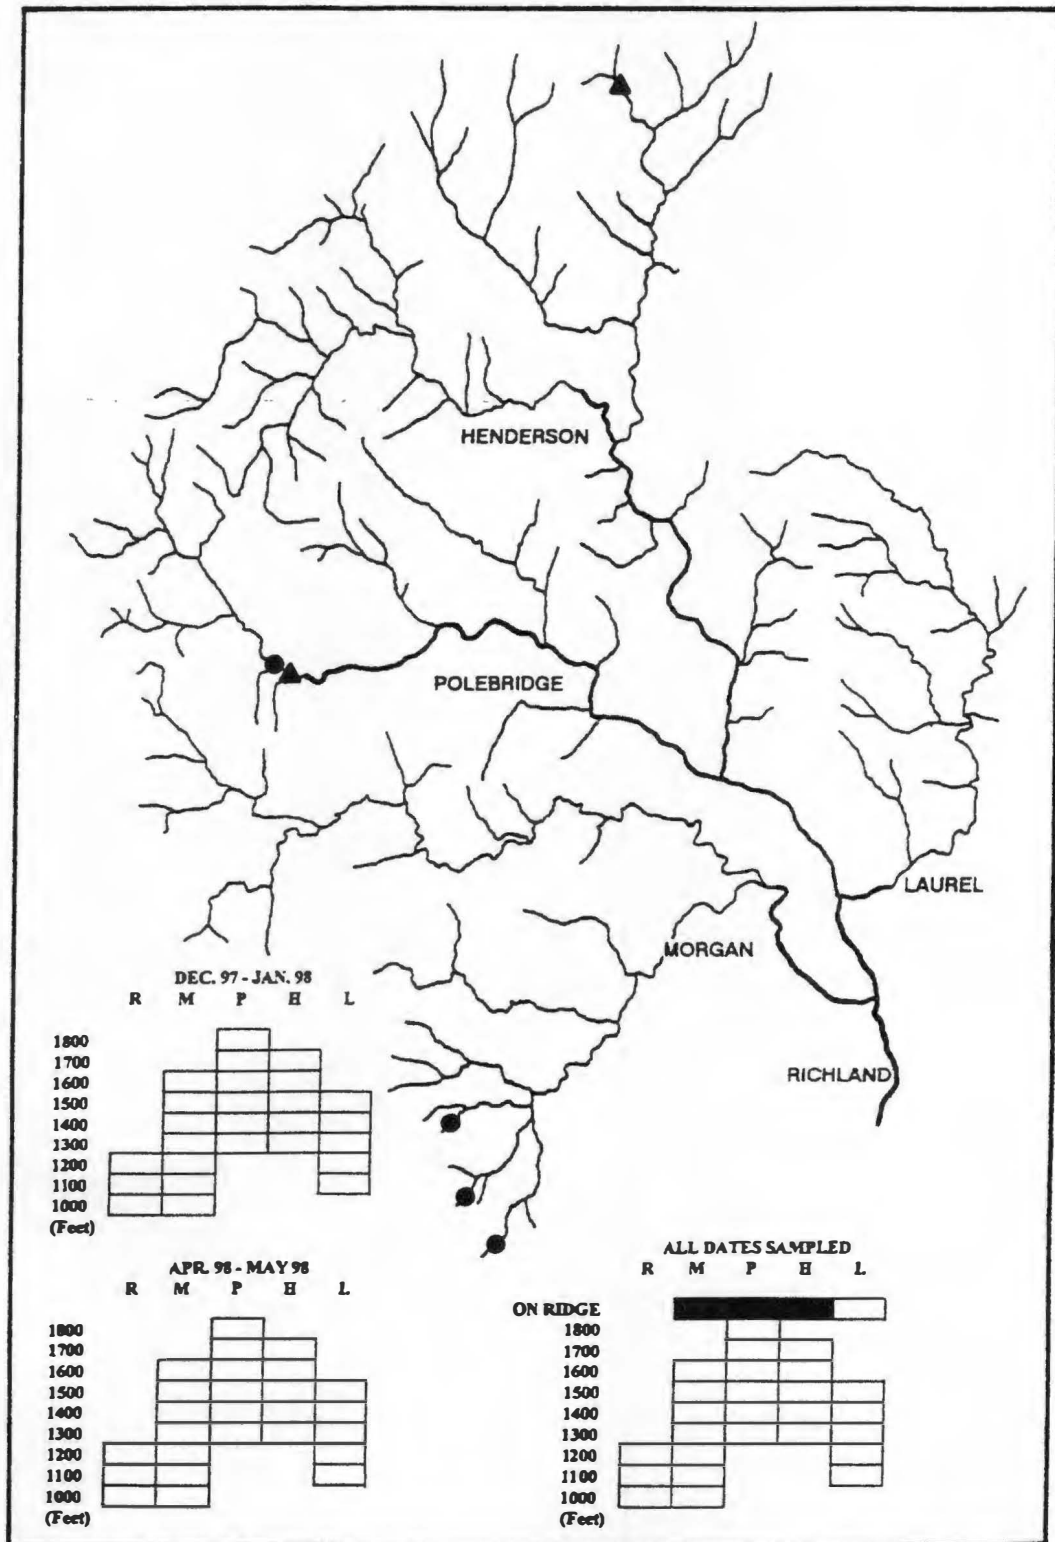 HENDERSON
POLEBRIDGE
LAUREL
MORGAN
RICHLAND
DEC. 97 - JAN. 98
R M P H L
1800
1700
1600
1500
1400
1300
1200
1100
1000
(Feet)
APR. 98 - MAY 98
R M P H L
1800
1700
1600
1500
1400
1300
1200
1100
1000
(Feet)
ALL DATES SAMPLED
R M P H L
ON RIDGE
1800
1700
1600
1500
1400
1300
1200
1100
1000
(Feet)